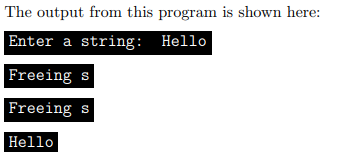 The output from this program is shown here:
Enter a string:  Hello
Freeing s
Freeing s
Hello